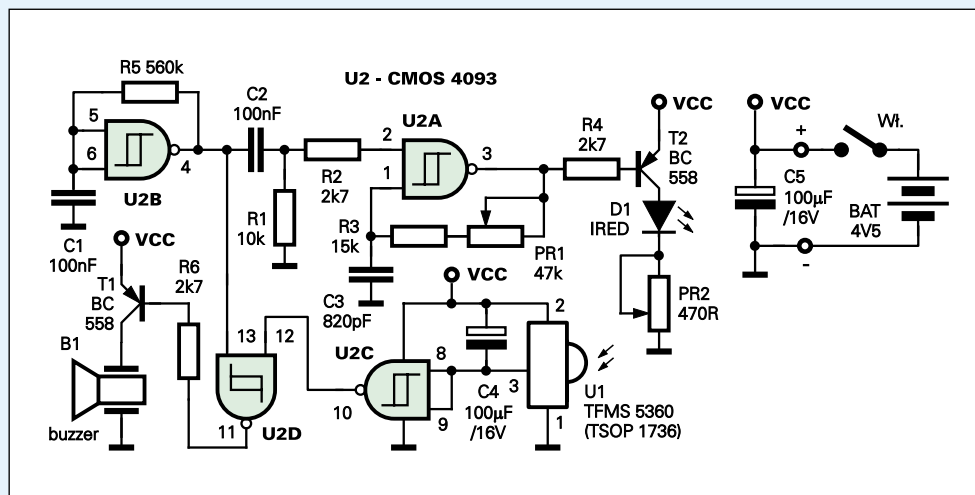 R5 560k
C2
100nF
U2 - CMOS 4093
5
6
4
U2B
C1
100nF
R1
10k
R2
2k7
U2A
2
1
3
R3
15k
C3
820pF
PR1
47k
R4
2k7
VCC
T2
BC
558
D1
IRED
PR2
470R
VCC
+
Wł.
C5
100µF
/16V
BAT
4V5
-
VCC
T1
BC
558
R6
2k7
B1
buzzer
13
12
11
U2D
U2C
8
9
10
VCC
C4
100µF
/16V
2
3
1
U1
TFMS 5360
(TSOP 1736)